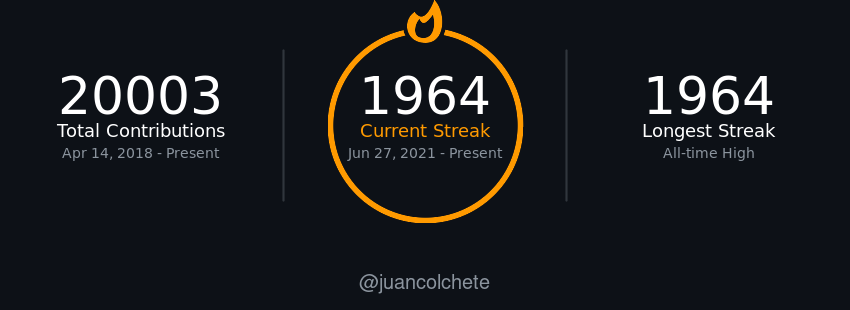 20003
Total Contributions
Apr 14, 2018 - Present
1964
Current Streak
Jun 27, 2021 - Present
1964
Longest Streak
All-time High
@juancolchete